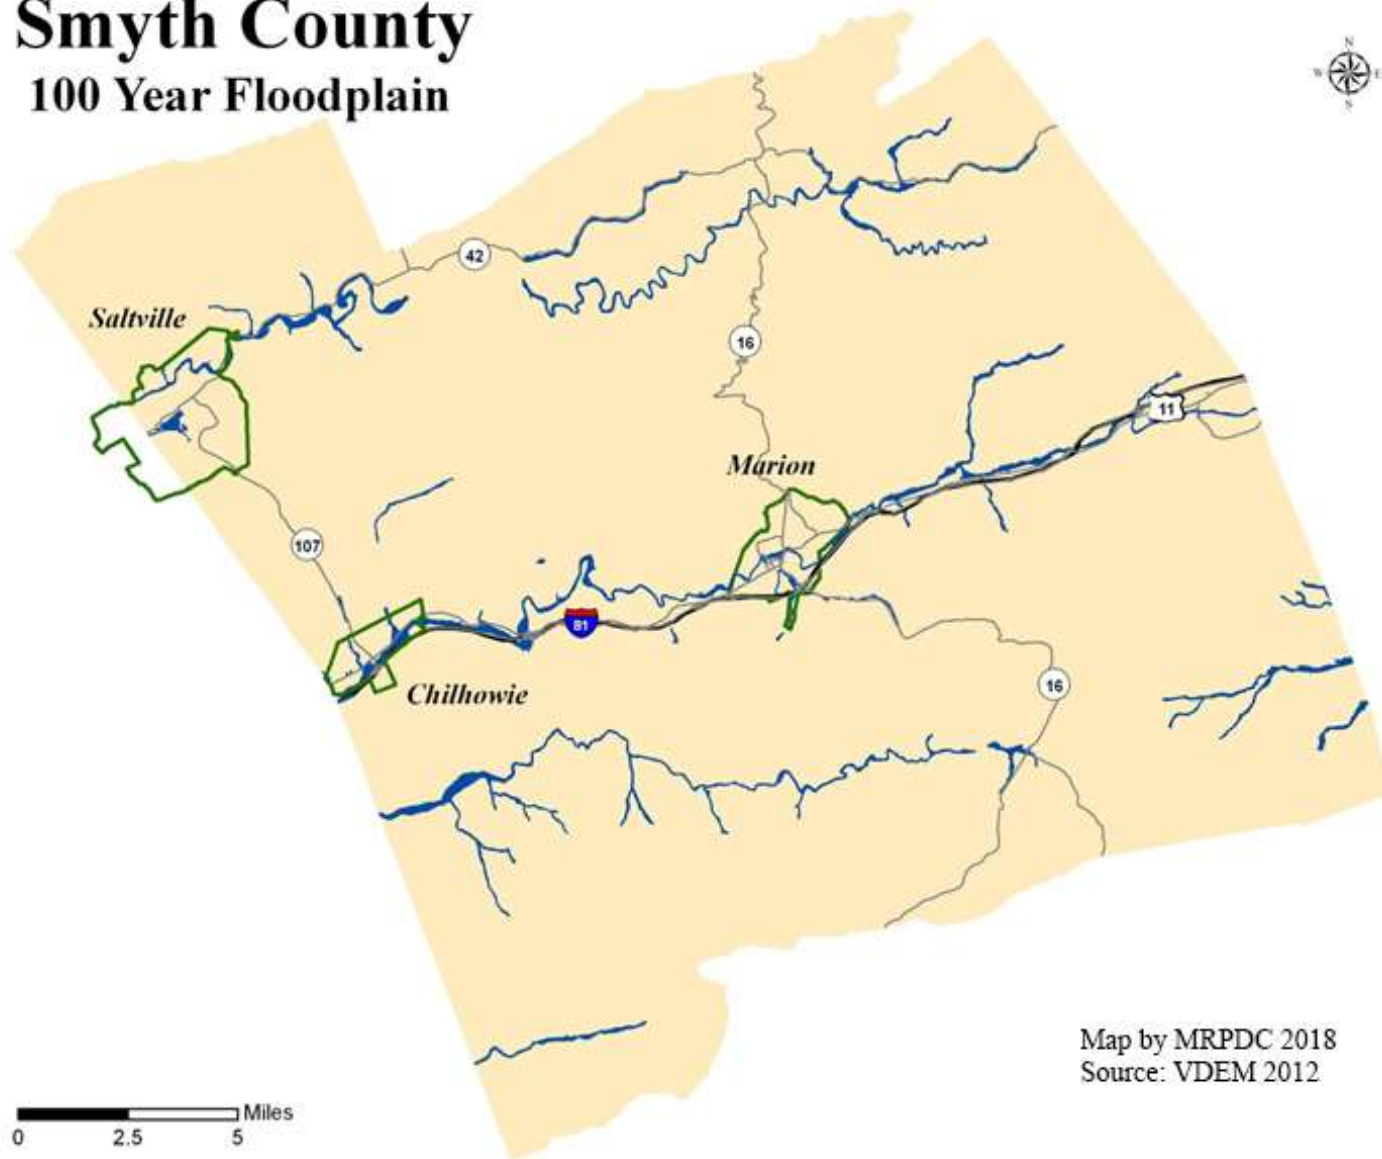 Smyth County
100 Year Floodplain
N
W E
S
42
Saltville
16
11
Marion
107
81
16
Chilhowie
Map by MRPDC 2018
Source: VDEM 2012
Miles
0 2.5 5